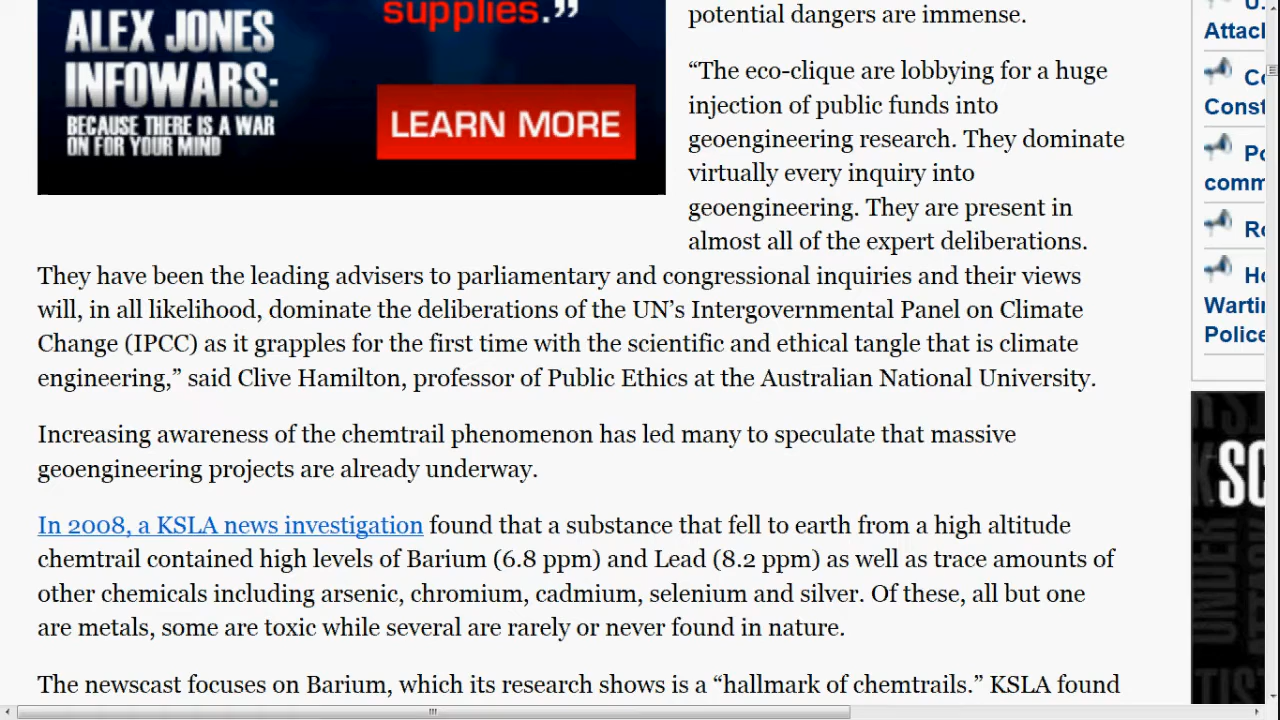 supplies.”
ALEX JONES
INFOWARS:
BECAUSE THERE IS A WAR
ON FOR YOUR MIND
LEARN MORE
potential dangers are immense.
“The eco-clique are lobbying for a huge
injection of public funds into
geoengineering research. They dominate
virtually every inquiry into
geoengineering. They are present in
almost all of the expert deliberations.
They have been the leading advisers to parliamentary and congressional inquiries and their views
will, in all likelihood, dominate the deliberations of the UN’s Intergovernmental Panel on Climate
Change (IPCC) as it grapples for the first time with the scientific and ethical tangle that is climate
engineering,” said Clive Hamilton, professor of Public Ethics at the Australian National University.
Increasing awareness of the chemtrail phenomenon has led many to speculate that massive
geoengineering projects are already underway.
In 2008, a KSLA news investigation found that a substance that fell to earth from a high altitude
chemtrail contained high levels of Barium (6.8 ppm) and Lead (8.2 ppm) as well as trace amounts of
other chemicals including arsenic, chromium, cadmium, selenium and silver. Of these, all but one
are metals, some are toxic while several are rarely or never found in nature.
The newscast focuses on Barium, which its research shows is a “hallmark of chemtrails.” KSLA found
Attacl
Const
comm
Wartin
Police
SC
UNDER